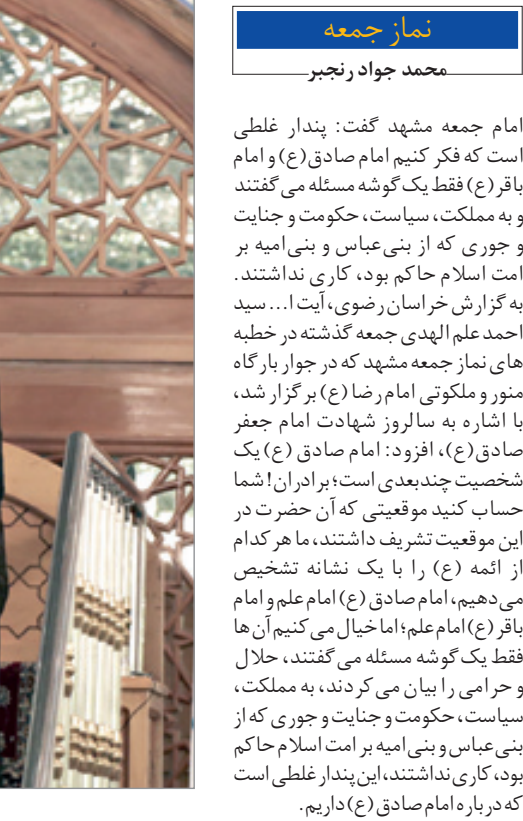 نماز جمعه
محمد جواد رنجبر
امام جمعه مشهد گفت: پندار غلطی
است که فکر کنیم امام صادق(ع) و امام
باقر(ع) فقط یک گوشه مسئله می گفتند
و به مملکت، سیاست، حکومت و جنایت
و جوری که از بنی‌عباس و بنی‌امیه بر
امت اسلام حاکم بود، کاری نداشتند.
به گزارش خراسان رضوی، آیت ا... سید
احمد علم الهدی جمعه گذشته در خطبه
های نماز جمعه مشهد که در جوار بارگاه
منور و ملکوتی امام رضا (ع) برگزار شد،
با اشاره به سالروز شهادت امام جعفر
صادق(ع)، افزود: امام صادق (ع) یک
شخصیت چندبعدی است؛ برادران! شما
حساب کنید موقعیتی که آن حضرت در
این موقعیت تشریف داشتند، ما هر کدام
از ائمه (ع) را با یک نشانه تشخیص
می‌دهیم، امام صادق (ع) امام علم و امام
باقر (ع) امام علم؛ اما خیال می کنیم آن ها
فقط یک گوشه مسئله می گفتند، حلال
و حرامی را بیان می کردند، به مملکت،
سیاست، حکومت و جنایت و جوری که از
بنی‌عباس و بنی‌امیه بر امت اسلام حاکم
بود، کاری نداشتند، این پندار غلطی است
که درباره امام صادق (ع) داریم.